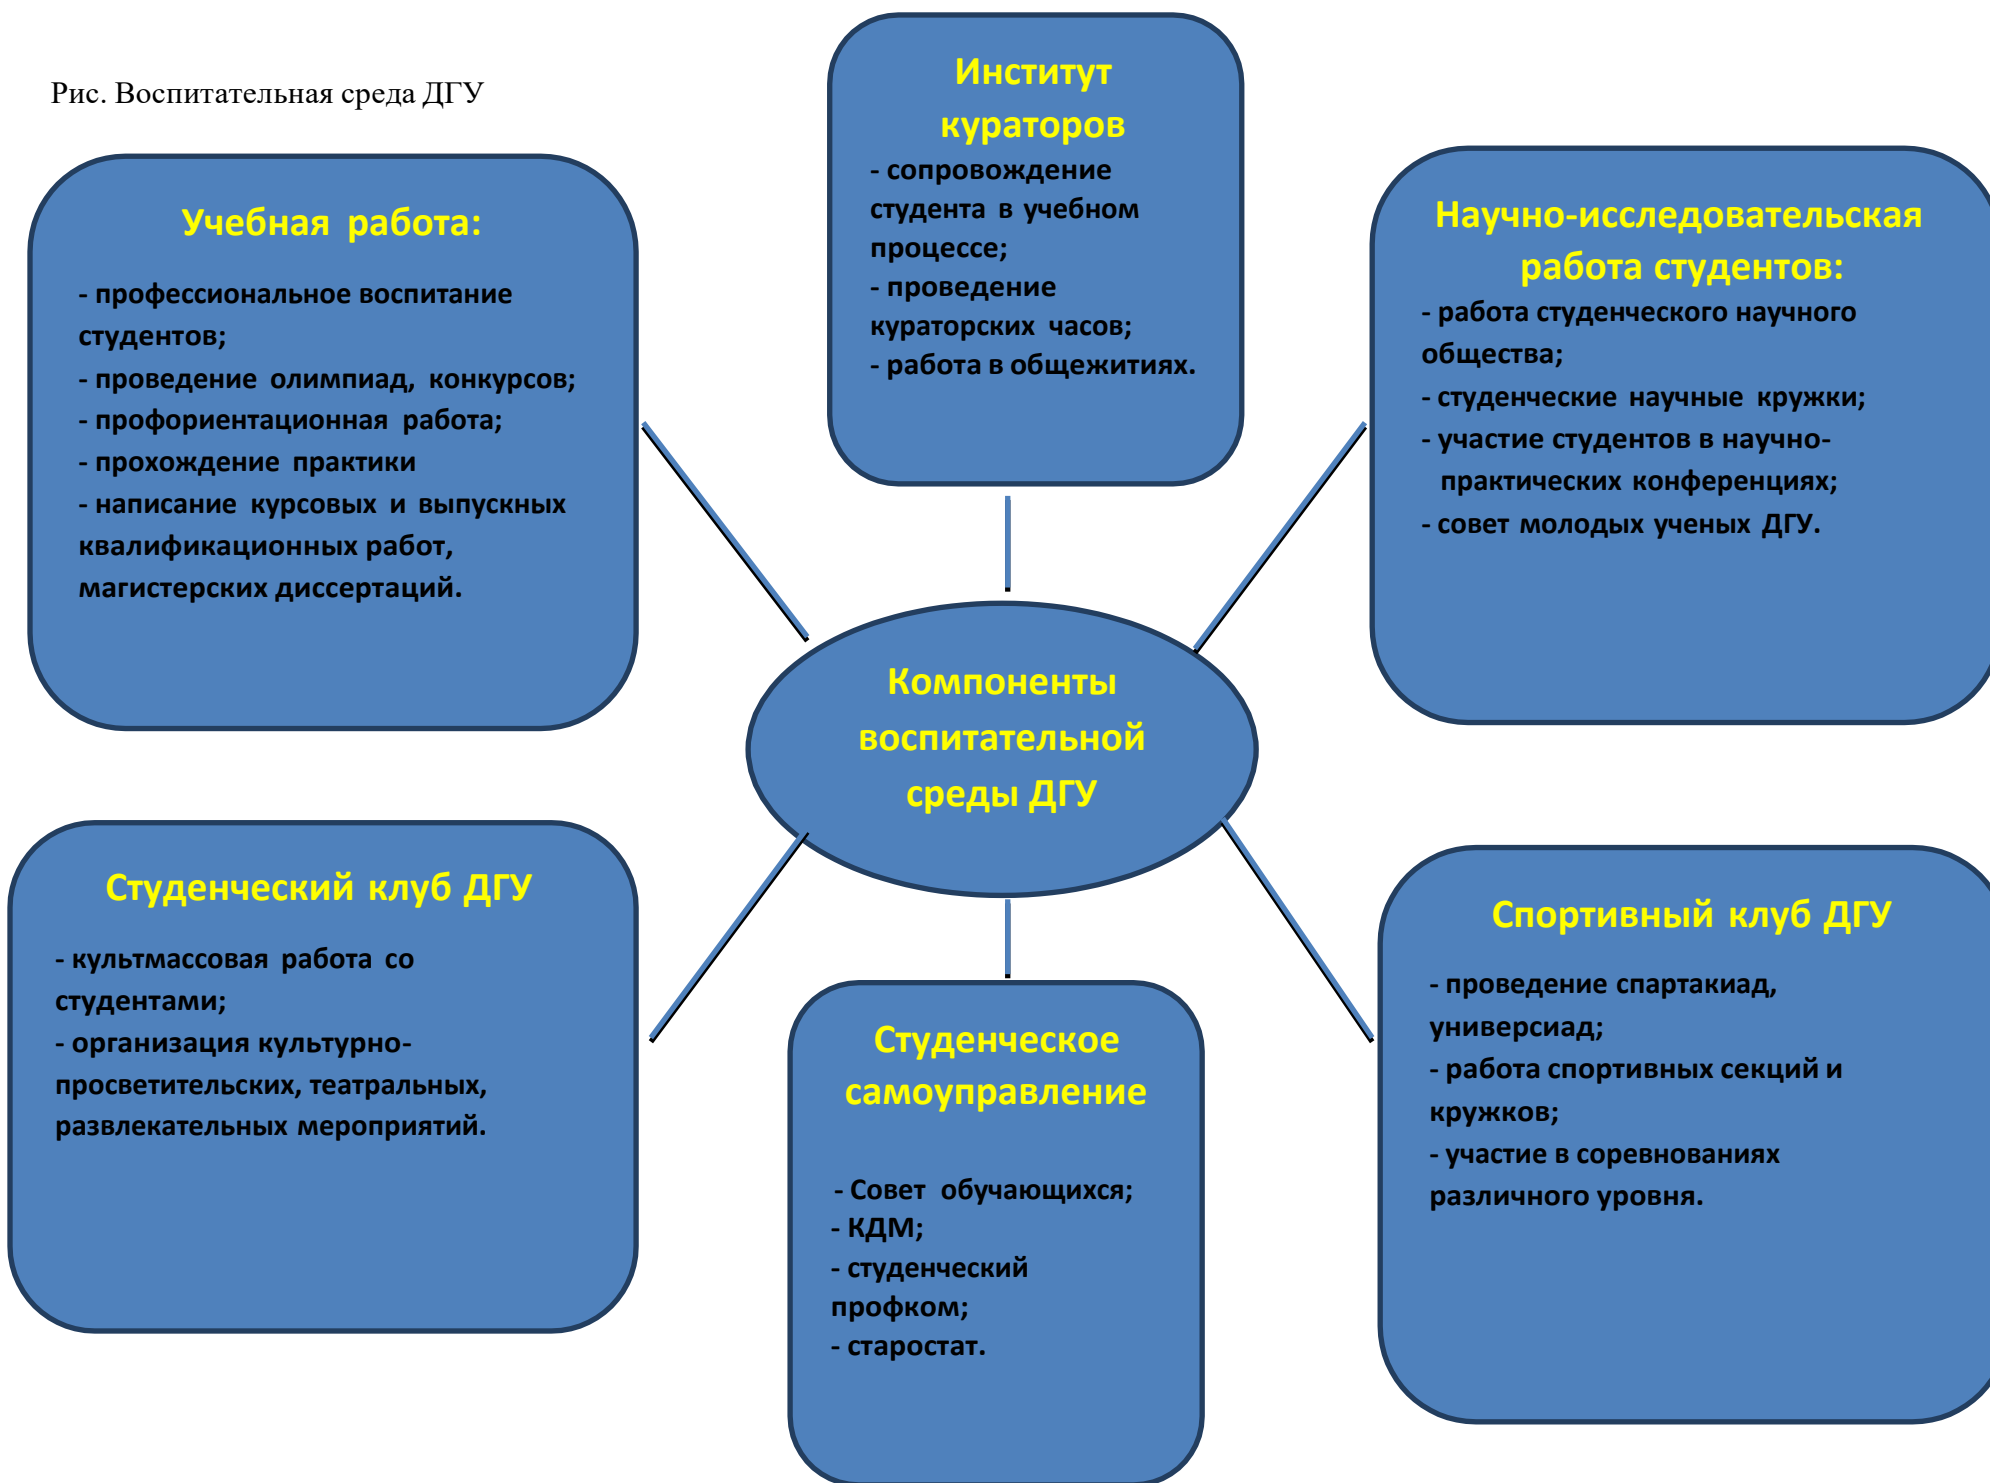 Рис. Воспитательная среда ДГУ
Институт
кураторов
- сопровождение
студента в учебном
процессе;
- проведение
кураторских часов;
- работа в общежитиях.
Учебная работа:
- профессиональное воспитание
студентов;
- проведение олимпиад, конкурсов;
- профориентационная работа;
- прохождение практики
- написание курсовых и выпускных
квалификационных работ,
магистерских диссертаций.
Научно-исследовательская
работа студентов:
- работа студенческого научного
общества;
- студенческие научные кружки;
- участие студентов в научно-
практических конференциях;
- совет молодых ученых ДГУ.
Компоненты
воспитательной
среды ДГУ
Студенческий клуб ДГУ
- культмассовая работа со
студентами;
- организация культурно-
просветительских, театральных,
развлекательных мероприятий.
Студенческое
самоуправление
- Совет обучающихся;
- КДМ;
- студенческий
профком;
- старостат.
Спортивный клуб ДГУ
- проведение спартакиад,
универсиад;
- работа спортивных секций и
кружков;
- участие в соревнованиях
различного уровня.